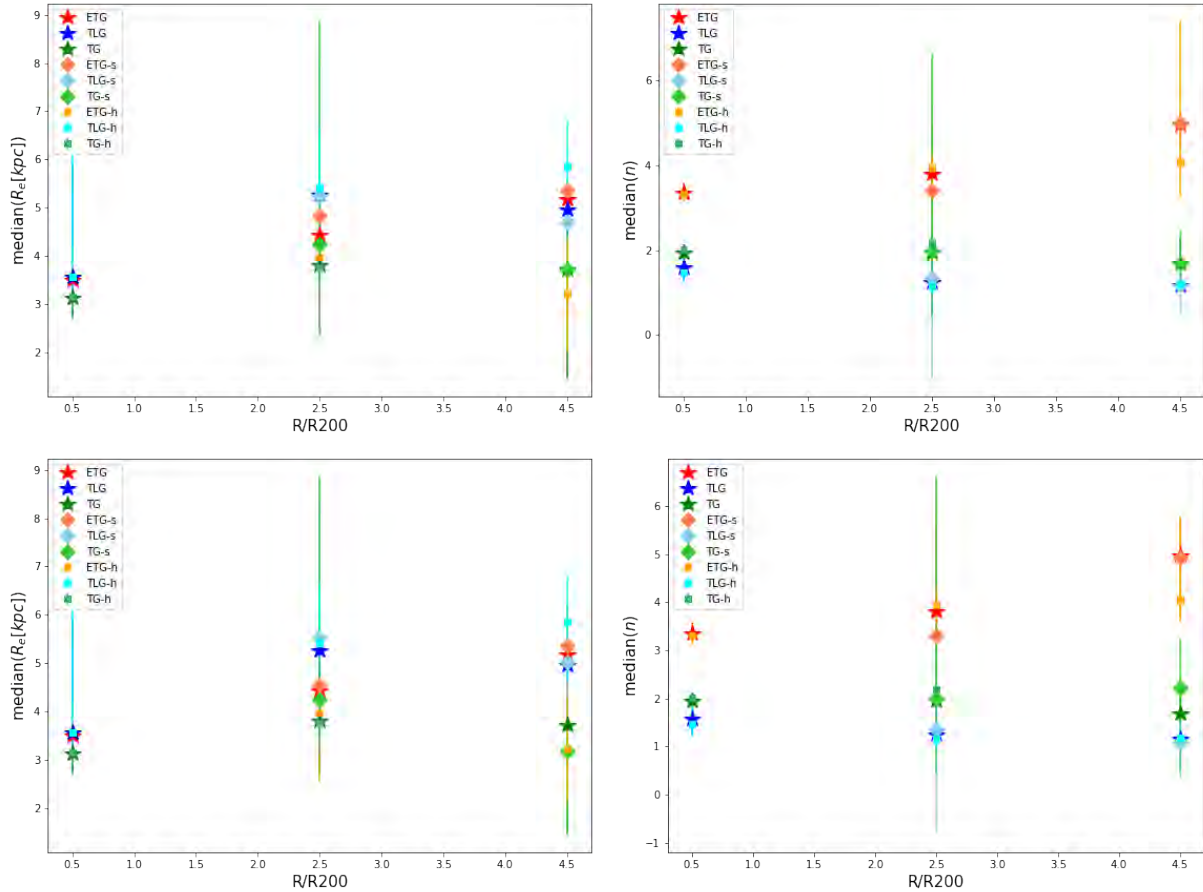 9
8
7
6
5
4
3
2
median(R_e[kpc])
ETG
TLG
TG
ETG-s
TLG-s
TG-s
ETG-h
TLG-h
TG-h
0.5 1.0 1.5 2.0 2.5 3.0 3.5 4.0 4.5
R/R200
6
4
2
0
median(n)
ETG
TLG
TG
ETG-s
TLG-s
TG-s
ETG-h
TLG-h
TG-h
0.5 1.0 1.5 2.0 2.5 3.0 3.5 4.0 4.5
R/R200
9
8
7
6
5
4
3
2
median(R_e[kpc])
ETG
TLG
TG
ETG-s
TLG-s
TG-s
ETG-h
TLG-h
TG-h
0.5 1.0 1.5 2.0 2.5 3.0 3.5 4.0 4.5
R/R200
6
5
4
3
2
1
0
−1
median(n)
ETG
TLG
TG
ETG-s
TLG-s
TG-s
ETG-h
TLG-h
TG-h
0.5 1.0 1.5 2.0 2.5 3.0 3.5 4.0 4.5
R/R200